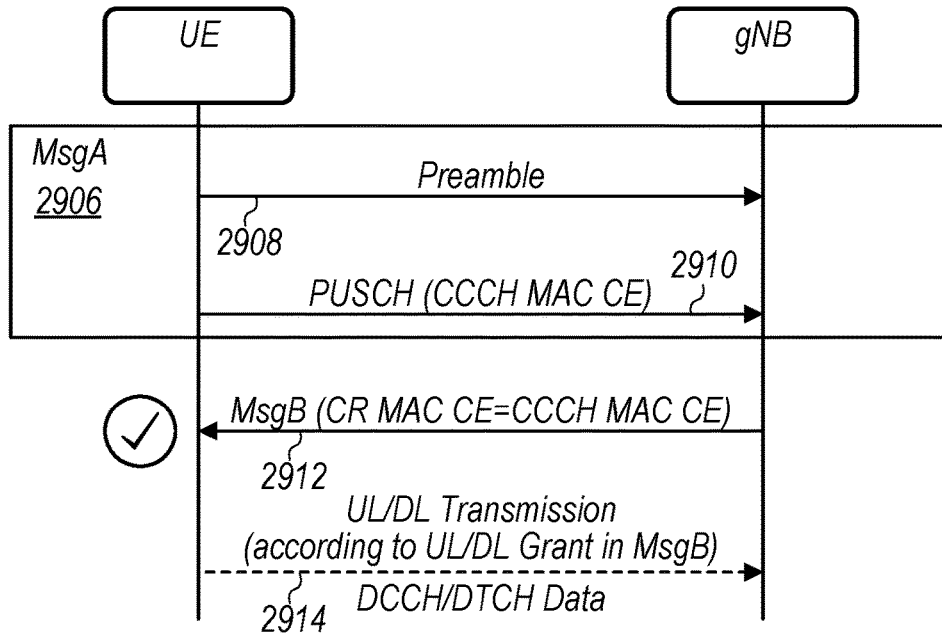 UE
gNB
MsgA
2906
Preamble
2908
2910
PUSCH (CCCH MAC CE)
MsgB (CR MAC CE=CCCH MAC CE)
2912
UL/DL Transmission
(according to UL/DL Grant in MsgB)
2914
DCCH/DTCH Data